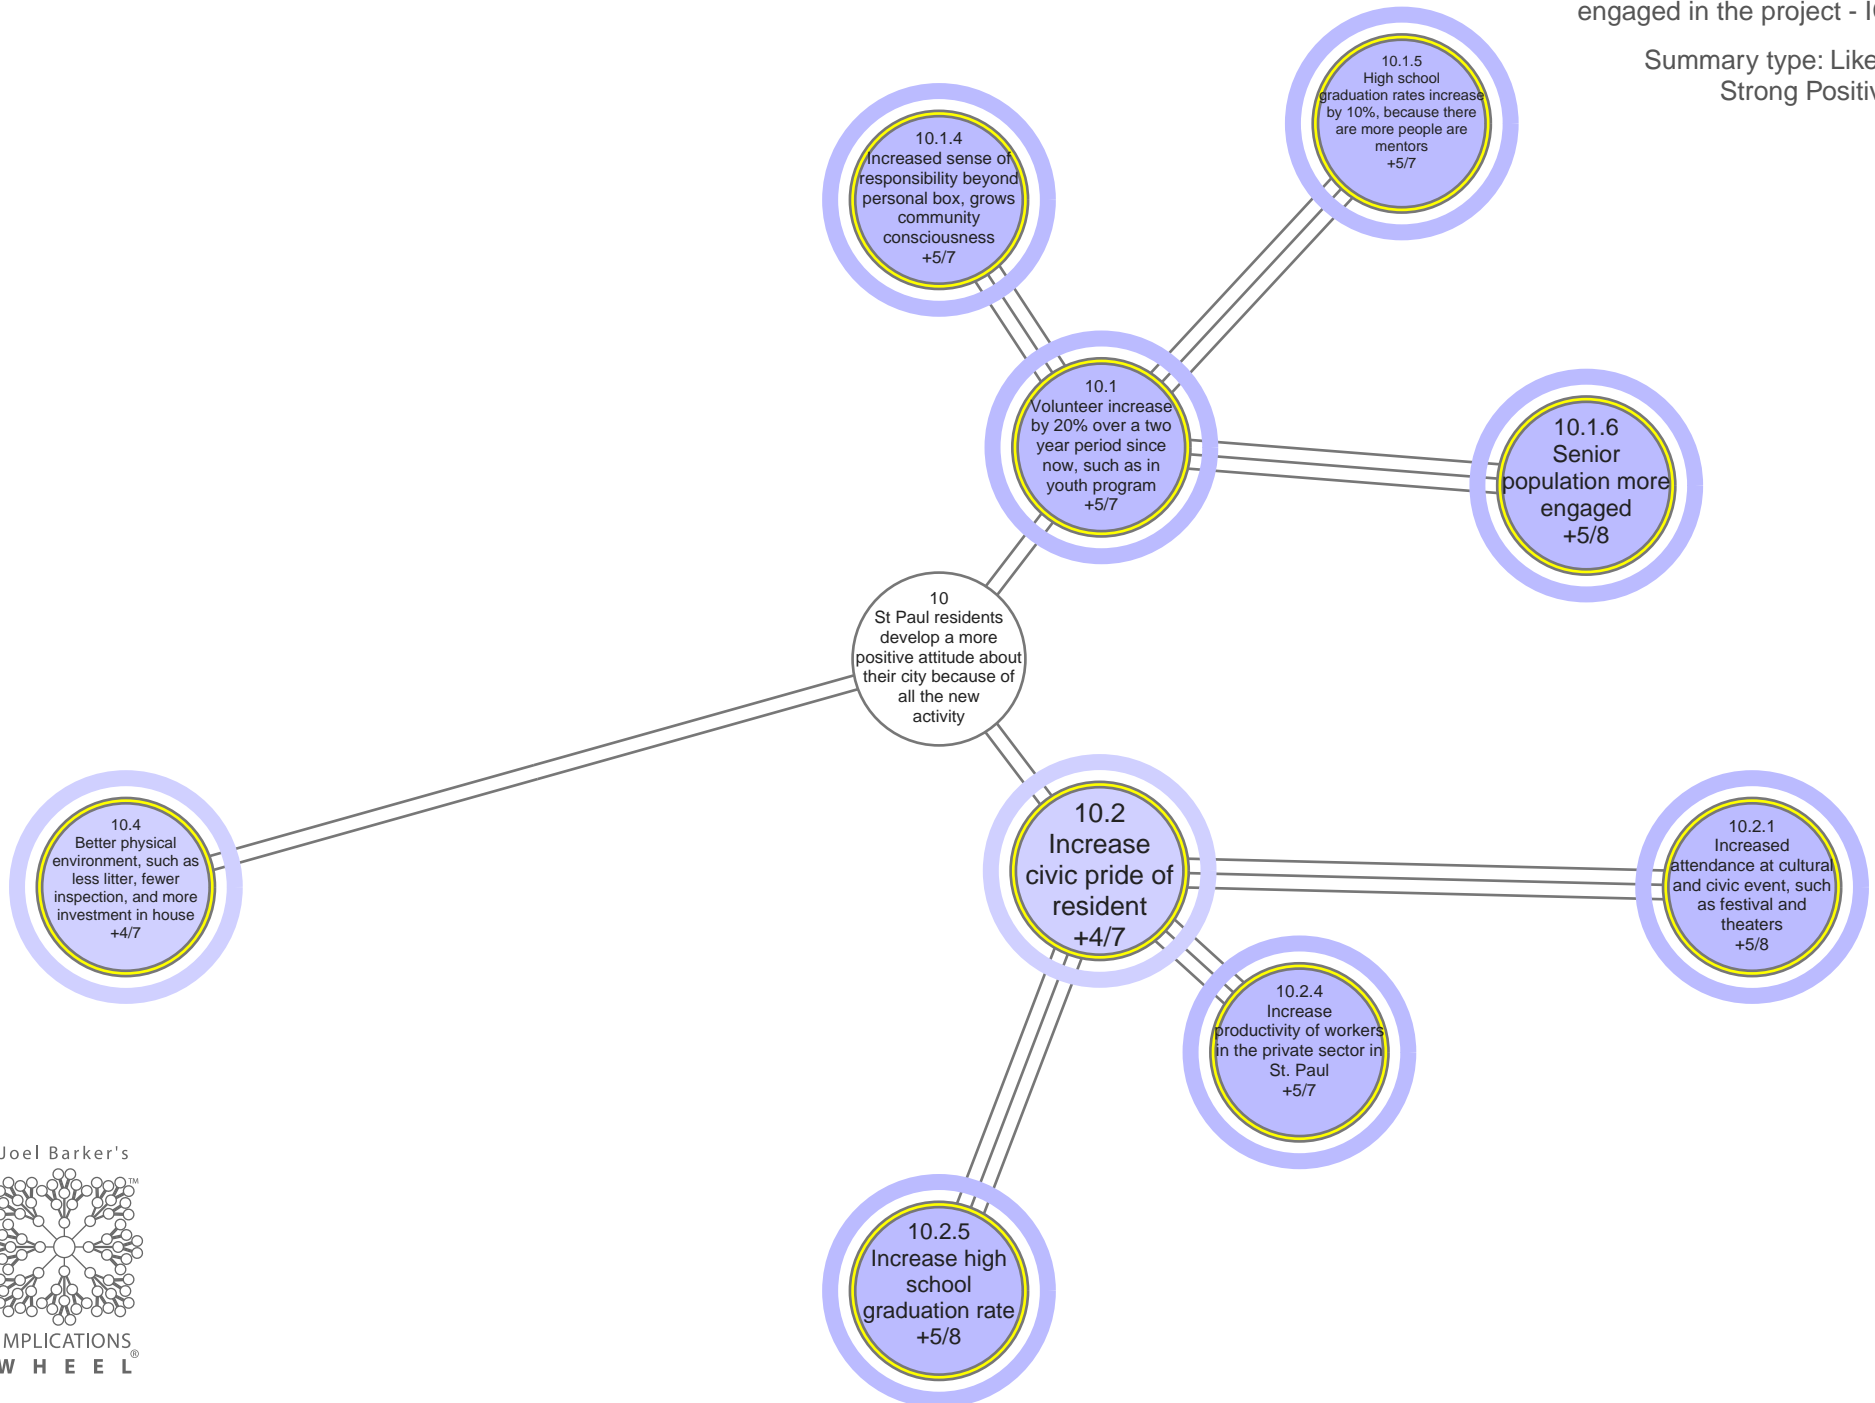 engaged in the project -
Summary type:
Strong
10.1.5
High school
graduation rates increase
by 10%, because there
are more people are
mentors
+5/7
10.1.4
Increased sense of
responsibility beyond
personal box, grows
community
consciousness
+5/7
10.1
Volunteer increase
by 20% over a two
year period since
now, such as in
youth program
+5/7
10.1.6
Senior
population more
engaged
+5/8
10
St Paul residents
develop a more
positive attitude about
their city because of
all the new
activity
10.4
Better physical
environment, such as
less litter, fewer
inspection, and more
investment in house
+4/7
10.2
Increase
civic pride of
resident
+4/7
10.2.1
Increased
attendance at cultural
and civic event, such
as festival and
theaters
+5/8
10.2.4
Increase
productivity of workers
in the private sector in
St. Paul
+5/7
10.2.5
Increase high
school
graduation rate
+5/8
Joel Barker's
TM
MPLICATIONS
WHEEL®